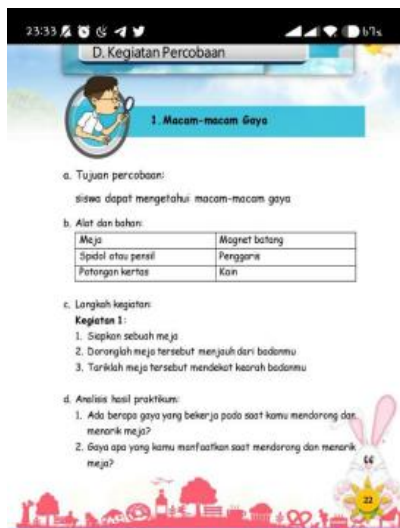 23:33
67%
D. Kegiatan Percobaan
1. Macam-macam Gaya
a. Tujuan percobaan:
siswa dapat mengetahui macam-macam gaya
b. Alat dan bahan:
Meja Magnet batang
Spidol atau pensil Penggaris
Potongan kertas Kain
c. Langkah kegiatan:
Kegiatan 1:
1. Siapkan sebuah meja
2. Doronglah meja tersebut menjauh dari badanmu
3. Tariklah meja tersebut mendekat kearah badanmu
d. Analisis hasil praktikum:
1. Ada berapa gaya yang bekerja pada saat kamu mendorong dan
menarik meja?
2. Gaya apa yang kamu manfaatkan saat mendorong dan menarik
meja?
22